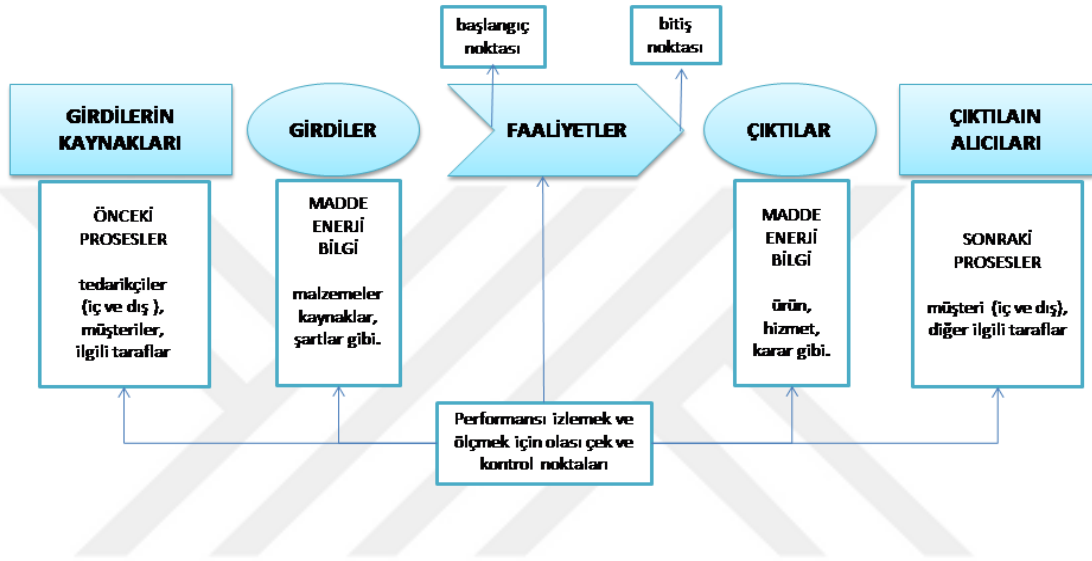 başlangıç
noktası
bitiş
noktası
GİRDİLERİN
KAYNAKLARI
GİRDİLER
FAALİYETLER
ÇIKTILAR
ÇIKTILAIN
ALICILARI
ÖNCEKİ
PROSESLER
tedarikçiler
(iç ve dış ),
müşteriler,
ilgili taraflar
MADDE
ENERJİ
BİLGİ
malzemeler
kaynaklar,
şartlar gibi.
MADDE
ENERJİ
BİLGİ
ürün,
hizmet,
karar gibi.
SONRAKİ
PROSESLER
müşteri (iç ve dış),
diğer ilgili taraflar
Performansı izlemek ve
ölçmek için olası çek ve
kontrol noktaları